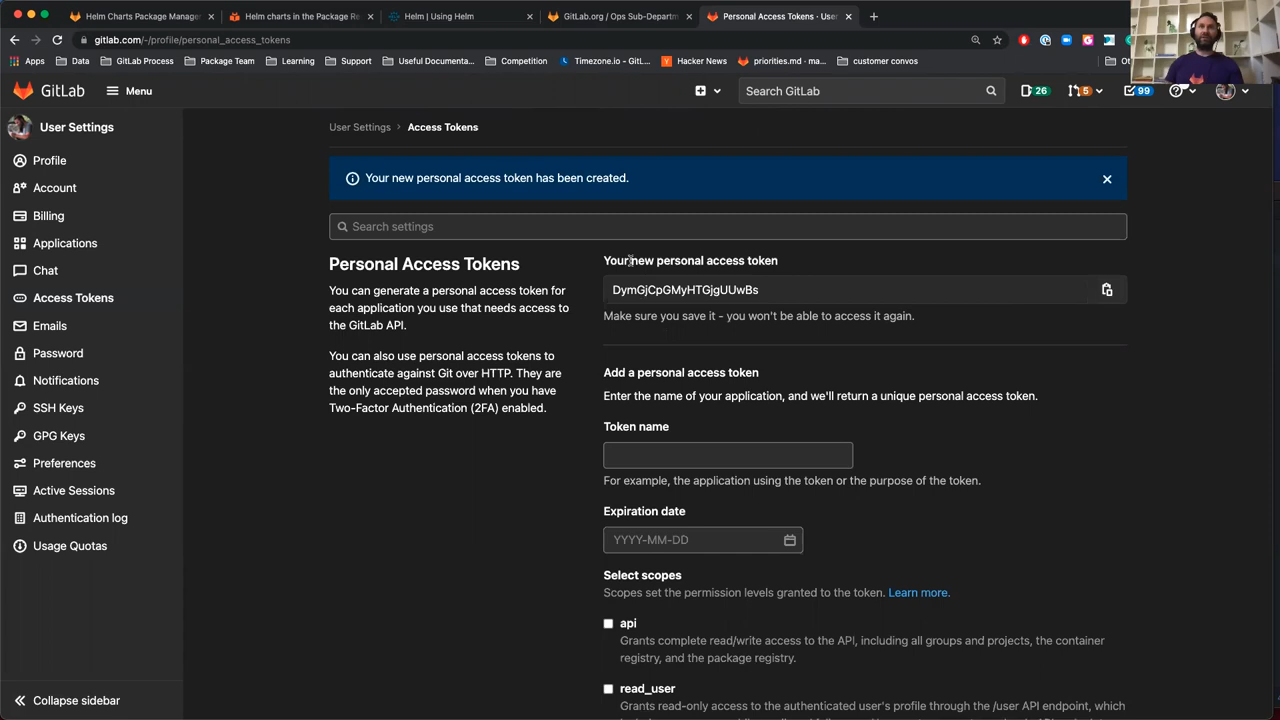 Helm Charts Package Manage
Helm charts in the Package Re
Helm | Using Helm
GitLab.org / Ops Sub-Departm
Personal Access Tokens · Use
gitlab.com/-/profile/personal_access_tokens
Apps
Data
GitLab Process
Package Team
Learning
Support
Useful Documenta...
Competition
Timezone.io - GitL...
Hacker News
priorities.md · ma...
customer convos
GitLab
Menu
Search GitLab
26
5
99
User Settings
Profile
Account
Billing
Applications
Chat
Access Tokens
Emails
Password
Notifications
SSH Keys
GPG Keys
Preferences
Active Sessions
Authentication log
Usage Quotas
Collapse sidebar
User Settings › Access Tokens
Your new personal access token has been created.
Search settings
Personal Access Tokens
You can generate a personal access token for
each application you use that needs access to
the GitLab API.
You can also use personal access tokens to
authenticate against Git over HTTP. They are
the only accepted password when you have
Two-Factor Authentication (2FA) enabled.
Your new personal access token
DymGjCpGMyHTGjgUUwBs
Make sure you save it - you won't be able to access it again.
Add a personal access token
Enter the name of your application, and we'll return a unique personal access token.
Token name
For example, the application using the token or the purpose of the token.
Expiration date
YYYY-MM-DD
Select scopes
Scopes set the permission levels granted to the token. Learn more.
api
Grants complete read/write access to the API, including all groups and projects, the container
registry, and the package registry.
read_user
Grants read-only access to the authenticated user's profile through the /user API endpoint, which